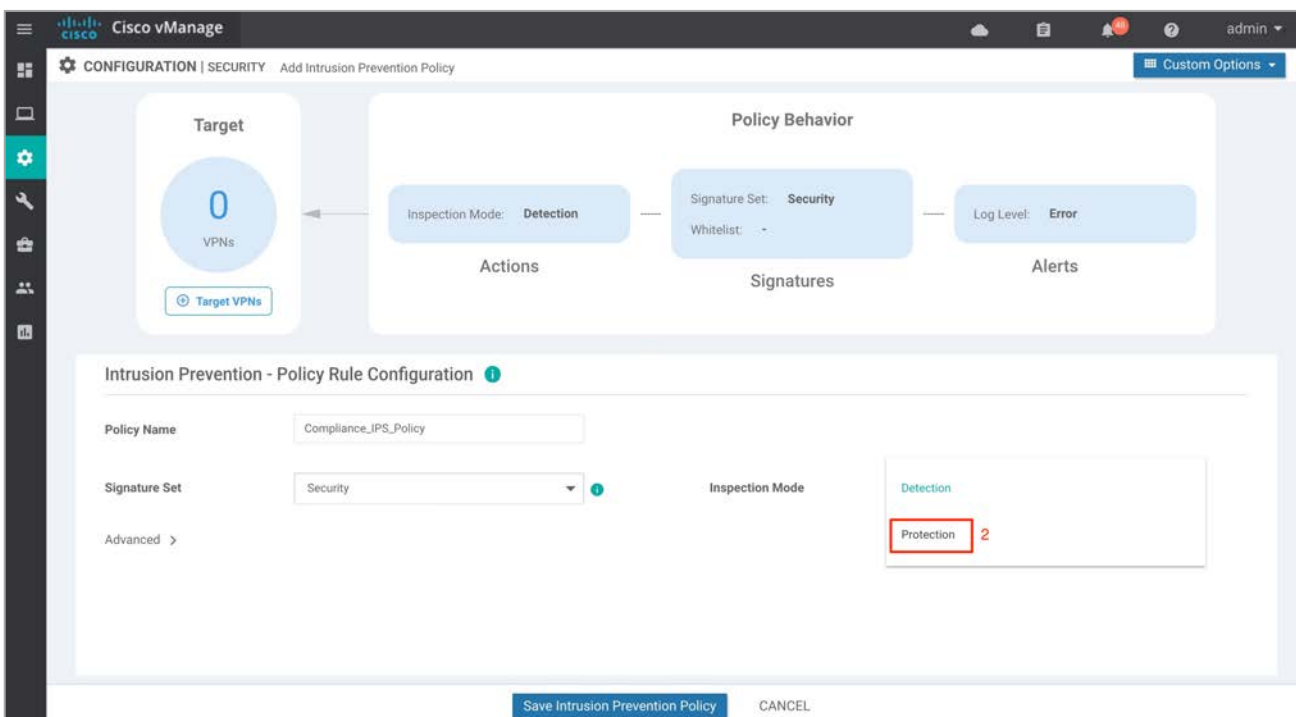 cisco Cisco vManage 48 admin
CONFIGURATION | SECURITY Add Intrusion Prevention Policy Custom Options
Target
0
VPNs
Target VPNs
Policy Behavior
Inspection Mode: Detection
Actions
Signature Set: Security
Whitelist: -
Signatures
Log Level: Error
Alerts
Intrusion Prevention - Policy Rule Configuration
Policy Name Compliance_IPS_Policy
Signature Set Security Inspection Mode Detection
Advanced > Protection 2
Save Intrusion Prevention Policy CANCEL